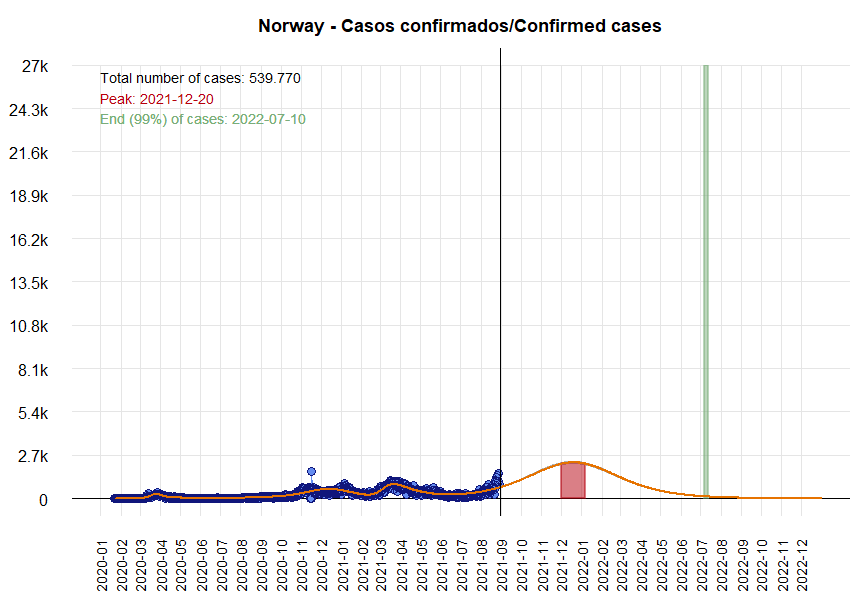 Norway - Casos confirmados/Confirmed cases
27k
Total number of cases: 539.770
Peak: 2021-12-20
End (99%) of cases: 2022-07-10
24.3k
21.6k
18.9k
16.2k
13.5k
10.8k
8.1k
5.4k
2.7k
0
2020-01
2020-02
2020-03
2020-04
2020-05
2020-06
2020-07
2020-08
2020-09
2020-10
2020-11
2020-12
2021-01
2021-02
2021-03
2021-04
2021-05
2021-06
2021-07
2021-08
2021-09
2021-10
2021-11
2021-12
2022-01
2022-02
2022-03
2022-04
2022-05
2022-06
2022-07
2022-08
2022-09
2022-10
2022-11
2022-12